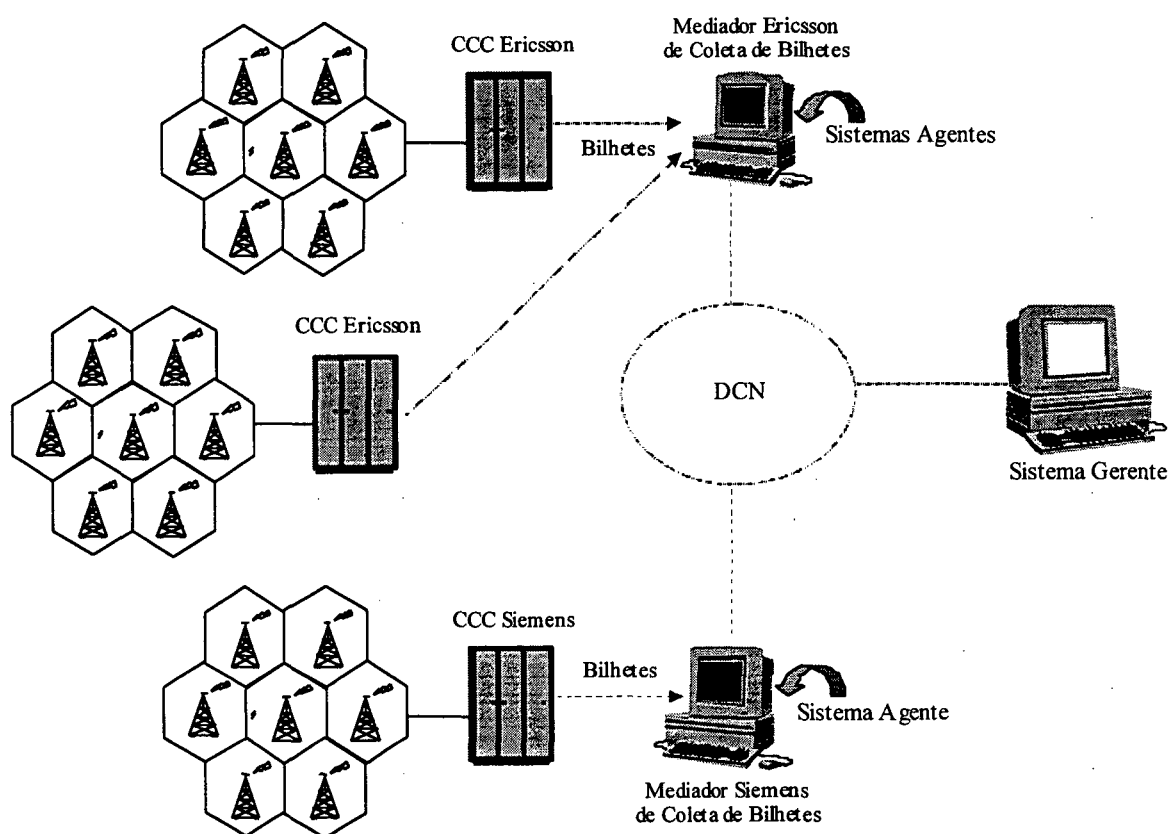 Mediador Ericsson
de Coleta de Bilhetes
CCC Ericsson
Bilhetes
Sistemas Agentes
CCC Ericsson
DCN
Sistema Gerente
CCC Siemens
Bilhetes
Sistema Agente
Mediador Siemens
de Coleta de Bilhetes